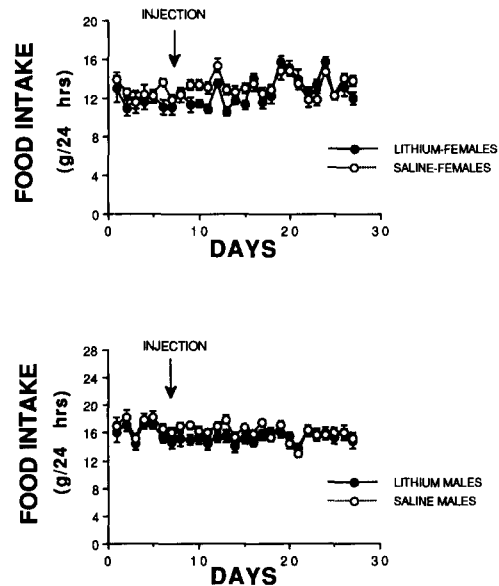 INJECTION
20
16
12
8
4
0
FOOD INTAKE
(g/24 hrs)
0
10
20
30
DAYS
LITHIUM-FEMALES
SALINE-FEMALES
INJECTION
28
24
20
16
12
8
4
0
FOOD INTAKE
(g/24 hrs)
0
10
20
30
DAYS
LITHIUM MALES
SALINE MALES